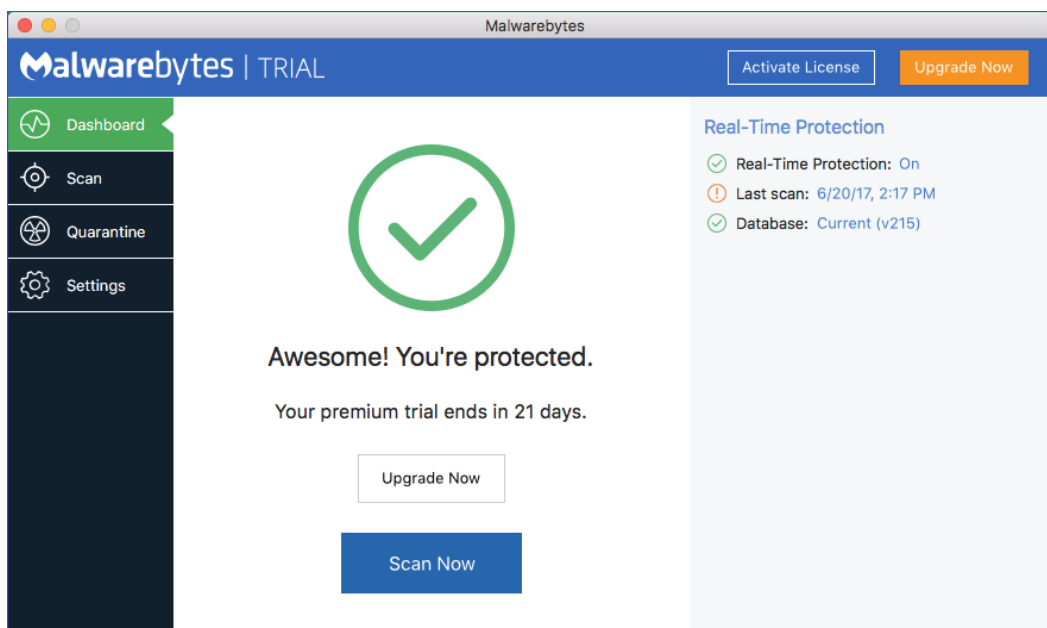 Malwarebytes
Malwarebytes | TRIAL
Activate License
Upgrade Now
Dashboard
Scan
Quarantine
Settings
Awesome! You're protected.
Your premium trial ends in 21 days.
Upgrade Now
Scan Now
Real-Time Protection
Real-Time Protection: On
Last scan: 6/20/17, 2:17 PM
Database: Current (v215)